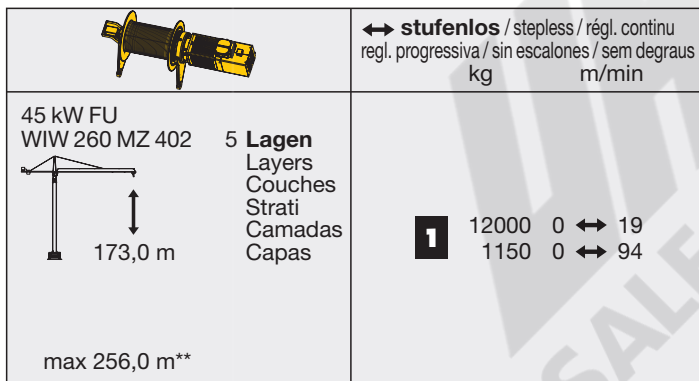 ↔ stufenlos / stepless / régl. continu
regl. progressiva / sin escalones / sem degraus
kg m/min
45 kW FU
WIW 260 MZ 402 5 Lagen
Layers
Couches
Strati
Camadas
173,0 m Capas
1 12000 0 ↔ 19
1150 0 ↔ 94
max 256,0 m**
SALE